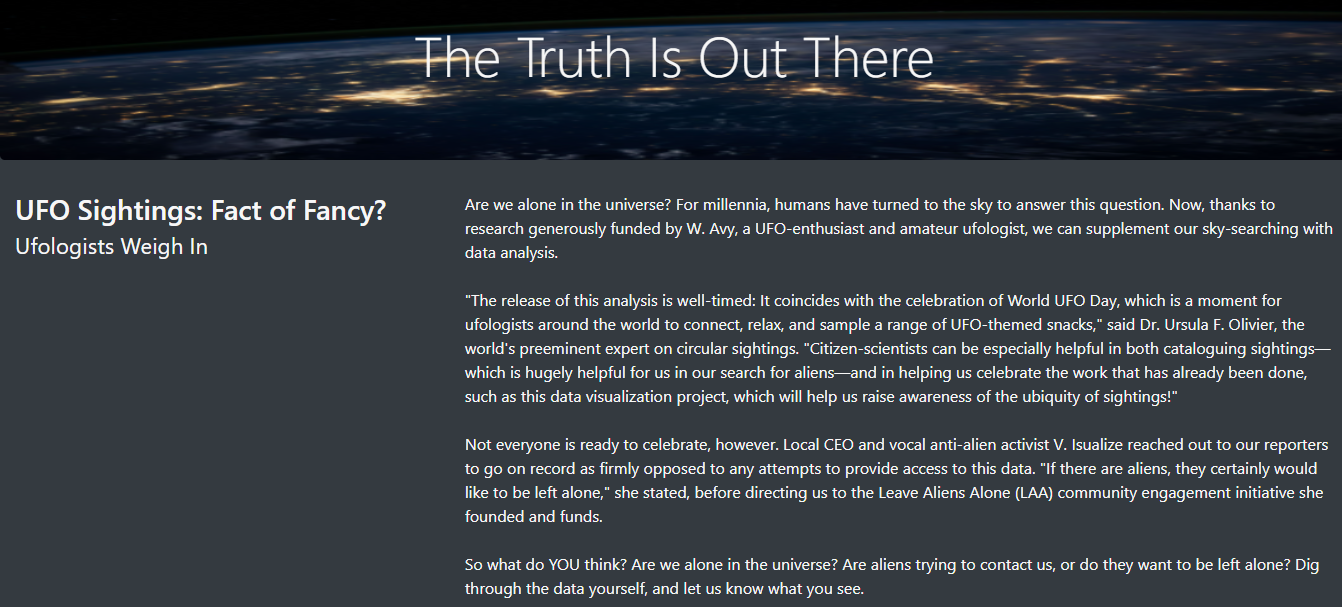 The Truth Is Out There
UFO Sightings: Fact of Fancy?
Ufologists Weigh In
Are we alone in the universe? For millennia, humans have turned to the sky to answer this question. Now, thanks to
research generously funded by W. Avy, a UFO-enthusiast and amateur ufologist, we can supplement our sky-searching with
data analysis.
"The release of this analysis is well-timed: It coincides with the celebration of World UFO Day, which is a moment for
ufologists around the world to connect, relax, and sample a range of UFO-themed snacks," said Dr. Ursula F. Olivier, the
world's preeminent expert on circular sightings. "Citizen-scientists can be especially helpful in both cataloguing sightings—
which is hugely helpful for us in our search for aliens—and in helping us celebrate the work that has already been done,
such as this data visualization project, which will help us raise awareness of the ubiquity of sightings!"
Not everyone is ready to celebrate, however. Local CEO and vocal anti-alien activist V. Isualize reached out to our reporters
to go on record as firmly opposed to any attempts to provide access to this data. "If there are aliens, they certainly would
like to be left alone," she stated, before directing us to the Leave Aliens Alone (LAA) community engagement initiative she
founded and funds.
So what do YOU think? Are we alone in the universe? Are aliens trying to contact us, or do they want to be left alone? Dig
through the data yourself, and let us know what you see.